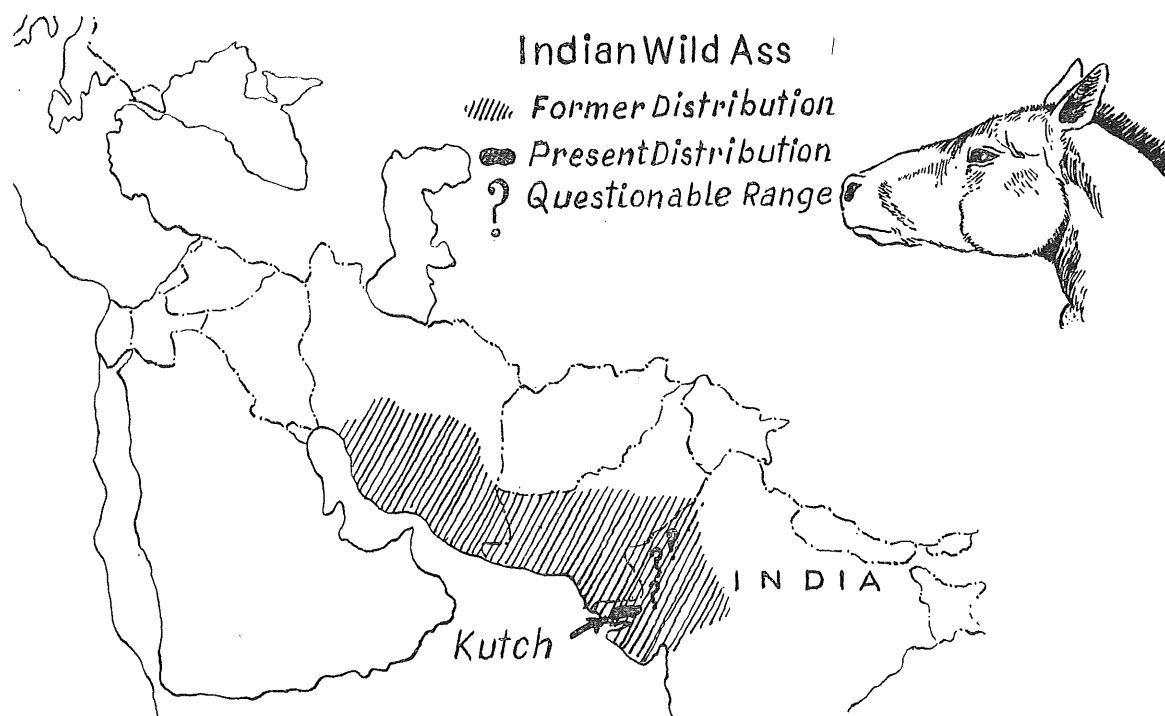 Indian Wild Ass
Former Distribution
Present Distribution
? Questionable Range
? ?
INDIA
Kutch